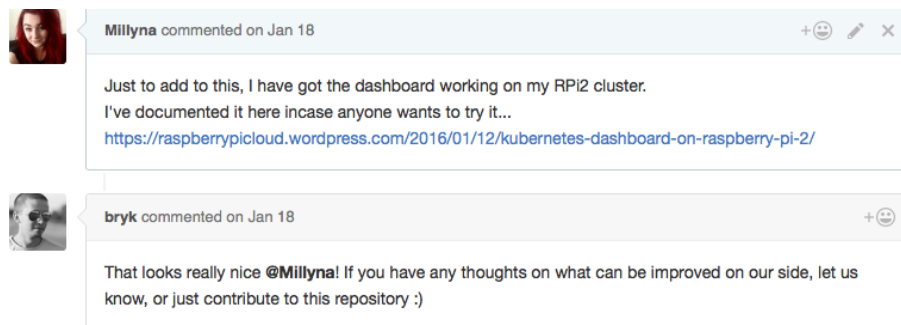 Millyna commented on Jan 18
Just to add to this, I have got the dashboard working on my RPi2 cluster.
I've documented it here incase anyone wants to try it...
https://raspberrypicloud.wordpress.com/2016/01/12/kubernetes-dashboard-on-raspberry-pi-2/
bryk commented on Jan 18
That looks really nice @Millyna! If you have any thoughts on what can be improved on our side, let us
know, or just contribute to this repository :)